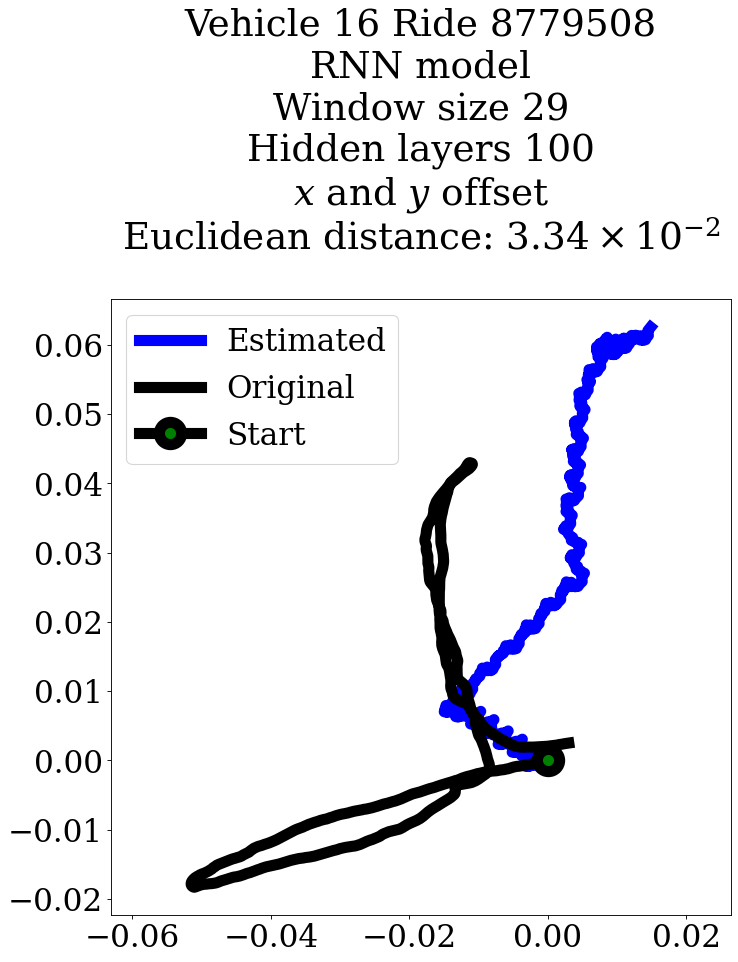 Vehicle 16 Ride 8779508
RNN model
Window size 29
Hidden layers 100
x and y offset
Euclidean distance: 3.34 × 10⁻²
Estimated
Original
Start
0.06
0.05
0.04
0.03
0.02
0.01
0.00
−0.01
−0.02
−0.06 −0.04 −0.02 0.00 0.02